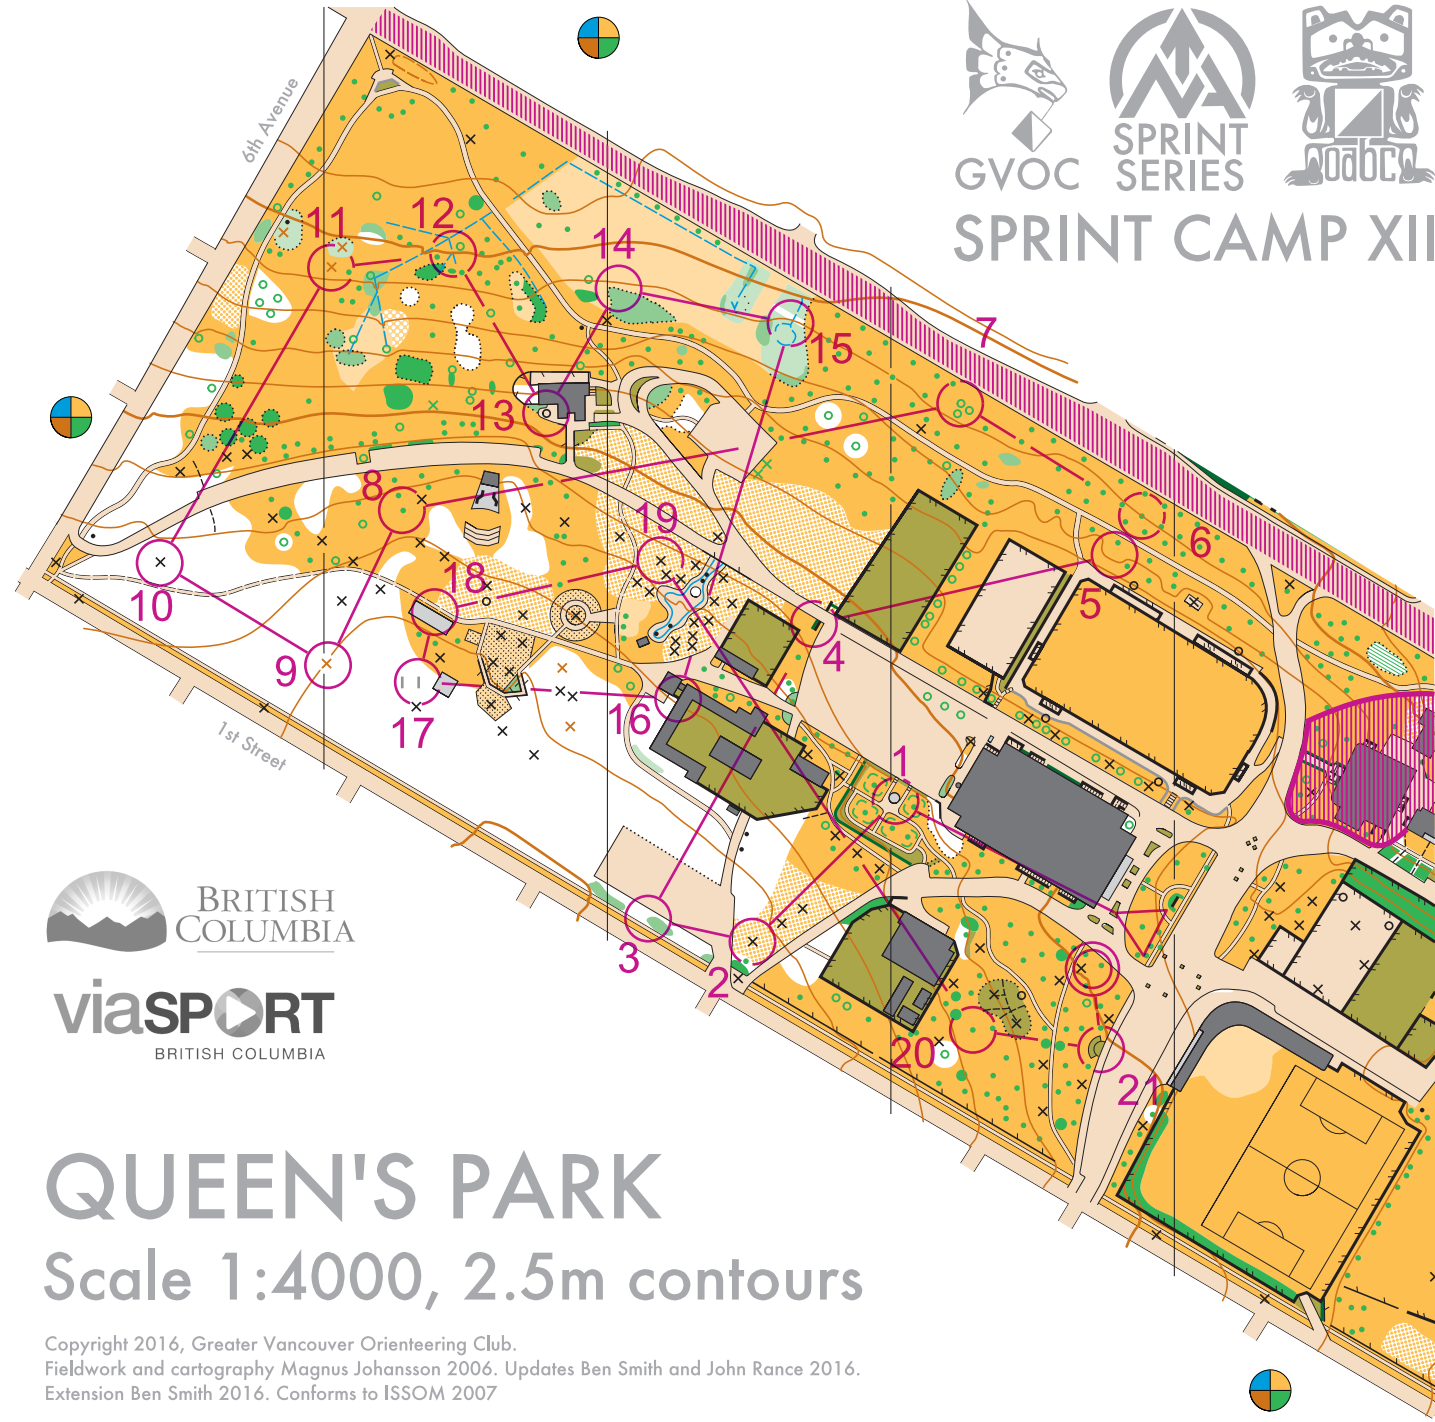 GVOC
SPRINT
SERIES
oabc
SPRINT CAMP XII
6th Avenue
11
12
14
7
15
13
8
6
19
5
18
10
4
9
16
17
1st Street
1
3
2
20
21
BRITISH
COLUMBIA
viaSPORT
BRITISH COLUMBIA
QUEEN'S PARK
Scale 1:4000, 2.5m contours
Copyright 2016, Greater Vancouver Orienteering Club.
Fieldwork and cartography Magnus Johansson 2006. Updates Ben Smith and John Rance 2016.
Extension Ben Smith 2016. Conforms to ISSOM 2007